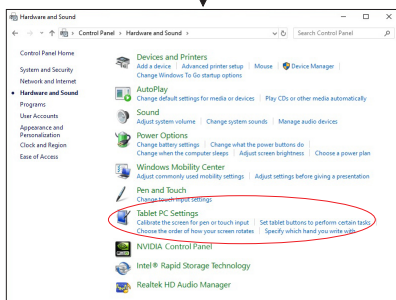 Hardware and Sound
Control Panel > Hardware and Sound >
Search Control Panel
Control Panel Home
System and Security
Network and Internet
Hardware and Sound
Programs
User Accounts
Appearance and
Personalization
Clock and Region
Ease of Access
Devices and Printers
Add a device | Advanced printer setup | Mouse | Device Manager |
Change Windows To Go startup options
AutoPlay
Change default settings for media or devices | Play CDs or other media automatically
Sound
Adjust system volume | Change system sounds | Manage audio devices
Power Options
Change battery settings | Change what the power buttons do
Change when the computer sleeps | Adjust screen brightness | Choose a power plan
Windows Mobility Center
Adjust commonly used mobility settings | Adjust settings before giving a presentation
Pen and Touch
Change touch input settings
Tablet PC Settings
Calibrate the screen for pen or touch input | Set tablet buttons to perform certain tasks
Choose the order of how your screen rotates | Specify which hand you write with
NVIDIA Control Panel
Intel® Rapid Storage Technology
Realtek HD Audio Manager